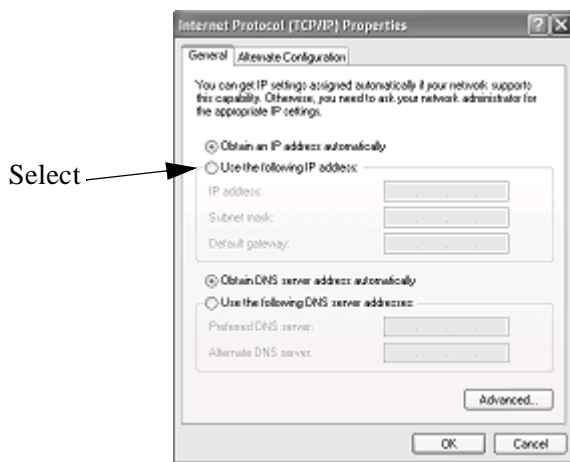 Internet Protocol (TCP/IP) Properties
General
Alternate Configuration
You can get IP settings assigned automatically if your network supports
this capability. Otherwise, you need to ask your network administrator for
the appropriate IP settings.
Obtain an IP address automatically
Select
Use the following IP address:
IP address:
Subnet mask:
Default gateway:
Obtain DNS server address automatically
Use the following DNS server addresses:
Preferred DNS server:
Alternate DNS server:
Advanced...
OK
Cancel